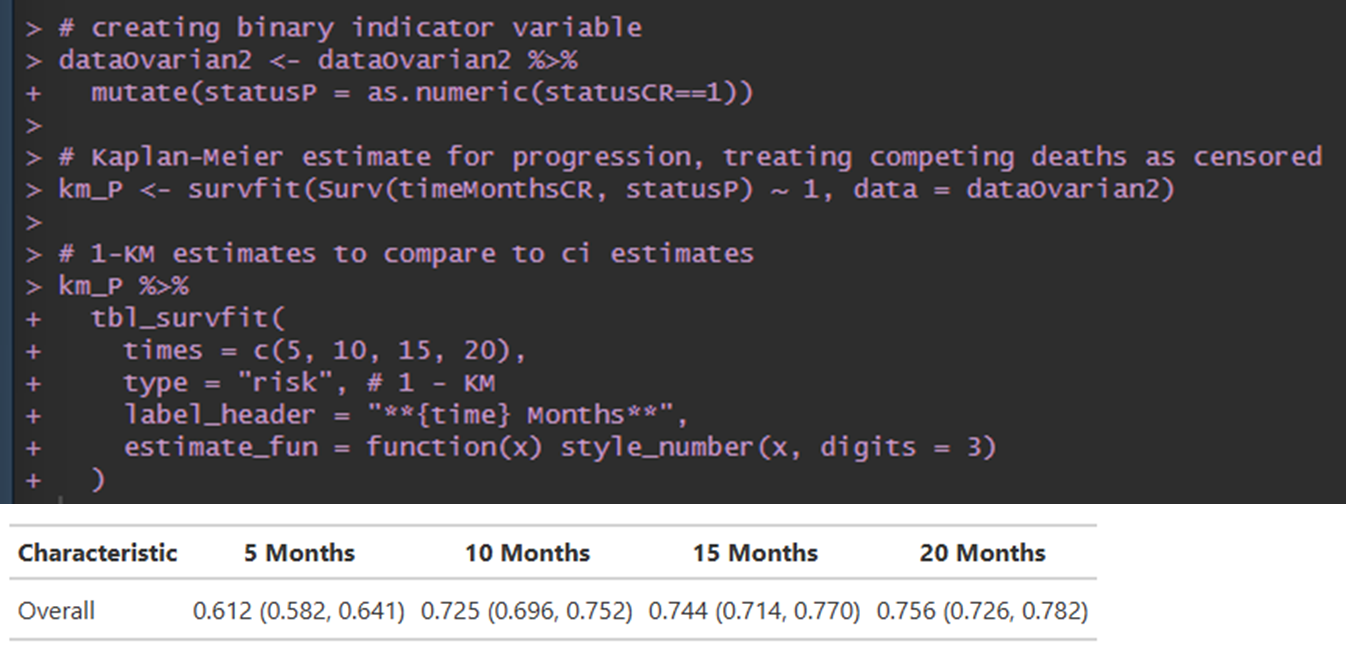 > # creating binary indicator variable
> dataOvarian2 <- dataOvarian2 %>%
+   mutate(statusP = as.numeric(statusCR==1))
>
> # Kaplan-Meier estimate for progression, treating competing deaths as censored
> km_P <- survfit(Surv(timeMonthsCR, statusP) ~ 1, data = dataOvarian2)
>
> # 1-KM estimates to compare to ci estimates
> km_P %>%
+   tbl_survfit(
+     times = c(5, 10, 15, 20),
+     type = "risk", # 1 - KM
+     label_header = "**{time} Months**",
+     estimate_fun = function(x) style_number(x, digits = 3)
+   )
Characteristic 5 Months 10 Months 15 Months 20 Months
Overall 0.612 (0.582, 0.641) 0.725 (0.696, 0.752) 0.744 (0.714, 0.770) 0.756 (0.726, 0.782)